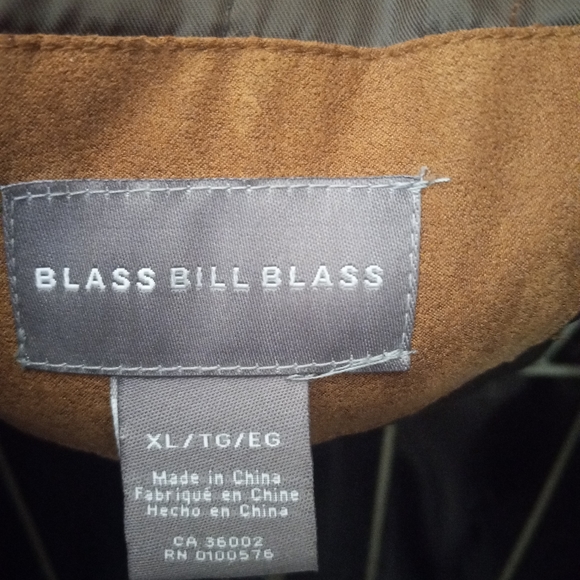 BLASS BILL BLASS
XL/TG/EG
Made in China
Fabriqué en Chine
Hecho en China
CA 36002
RN 0100576